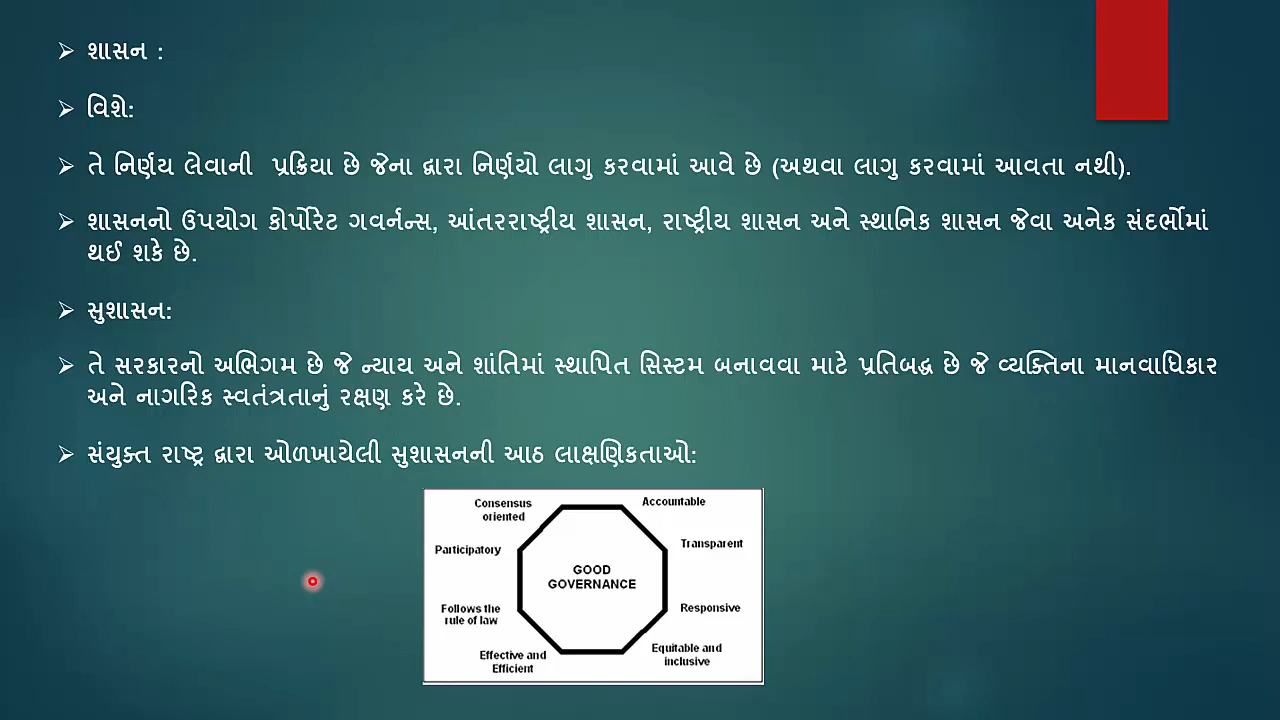 ➢ શાસન :
➢ વિશે:
➢ તે નિર્ણય લેવાની પ્રક્રિયા છે જેના દ્વારા નિર્ણયો લાગુ કરવામાં આવે છે (અથવા લાગુ કરવામાં આવતા નથી).
➢ શાસનનો ઉપયોગ કોર્પોરેટ ગવર્નન્સ, આંતરરાષ્ટ્રીય શાસન, રાષ્ટ્રીય શાસન અને સ્થાનિક શાસન જેવા અનેક સંદર્ભોમાં
થઈ શકે છે.
➢ સુશાસન:
➢ તે સરકારનો અભિગમ છે જે ન્યાય અને શાંતિમાં સ્થાપિત સિસ્ટમ બનાવવા માટે પ્રતિબદ્ધ છે જે વ્યક્તિના માનવાધિકાર
અને નાગરિક સ્વતંત્રતાનું રક્ષણ કરે છે.
➢ સંયુક્ત રાષ્ટ્ર દ્વારા ઓળખાયેલી સુશાસનની આઠ લાક્ષણિકતાઓ:
Consensus
oriented
Accountable
Participatory
Transparent
GOOD
GOVERNANCE
Follows the
rule of law
Responsive
Effective and
Efficient
Equitable and
inclusive